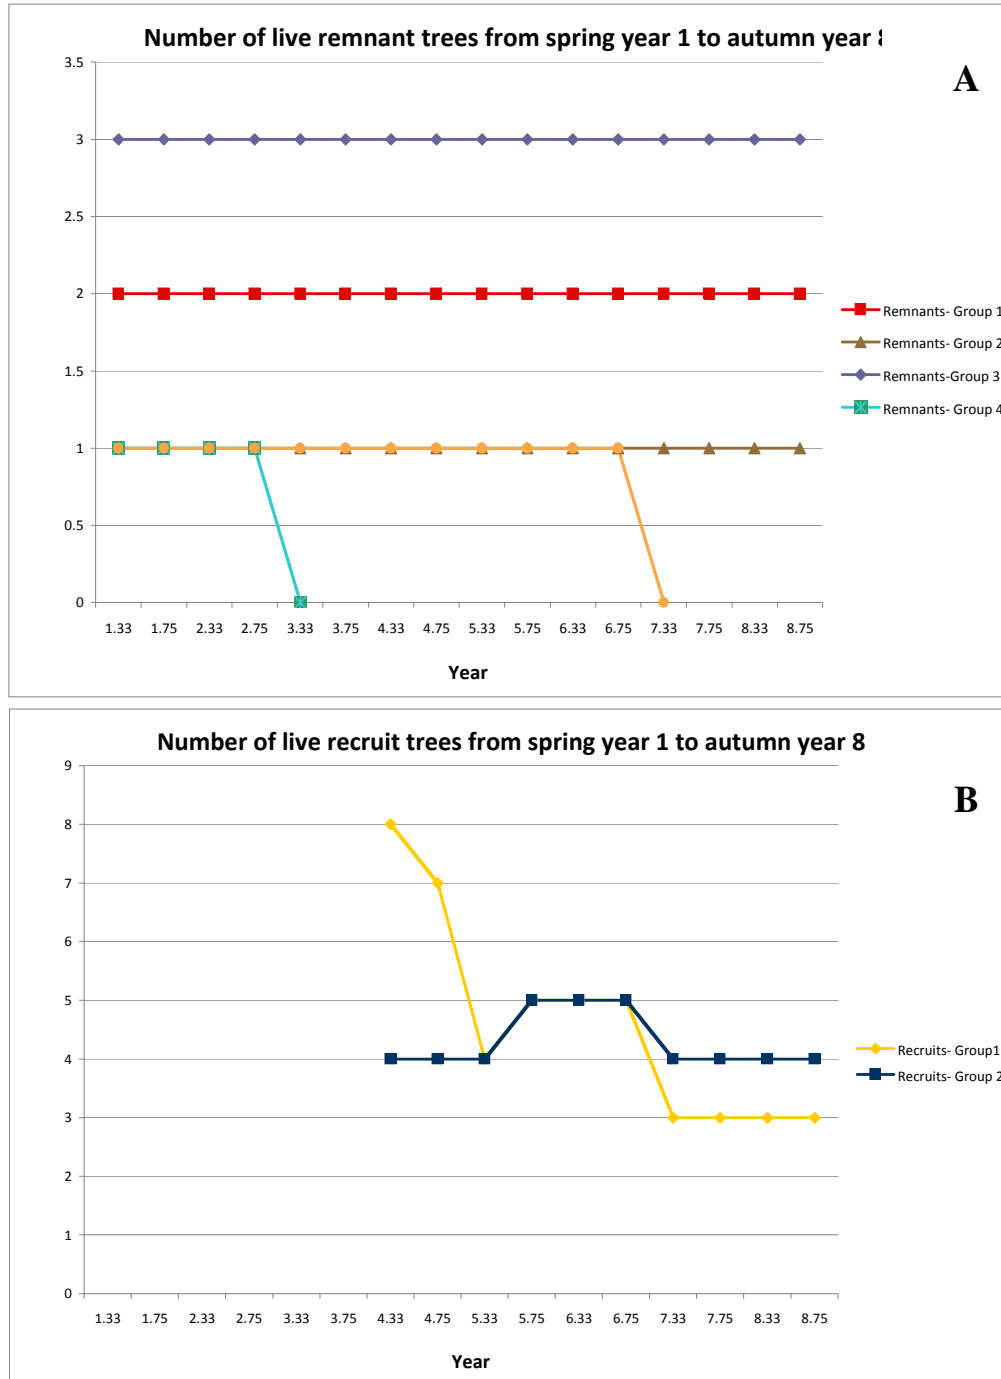 Number of live remnant trees from spring year 1 to autumn year
A
3.5
3
2.5
2
1.5
1
0.5
0
1.33 1.75 2.33 2.75 3.33 3.75 4.33 4.75 5.33 5.75 6.33 6.75 7.33 7.75 8.33 8.75
Year
Remnants- Group 1
Remnants- Group 2
Remnants-Group 3
Remnants- Group 4
Number of live recruit trees from spring year 1 to autumn year 8
B
9
8
7
6
5
4
3
2
1
0
1.33 1.75 2.33 2.75 3.33 3.75 4.33 4.75 5.33 5.75 6.33 6.75 7.33 7.75 8.33 8.75
Year
Recruits- Group1
Recruits- Group 2